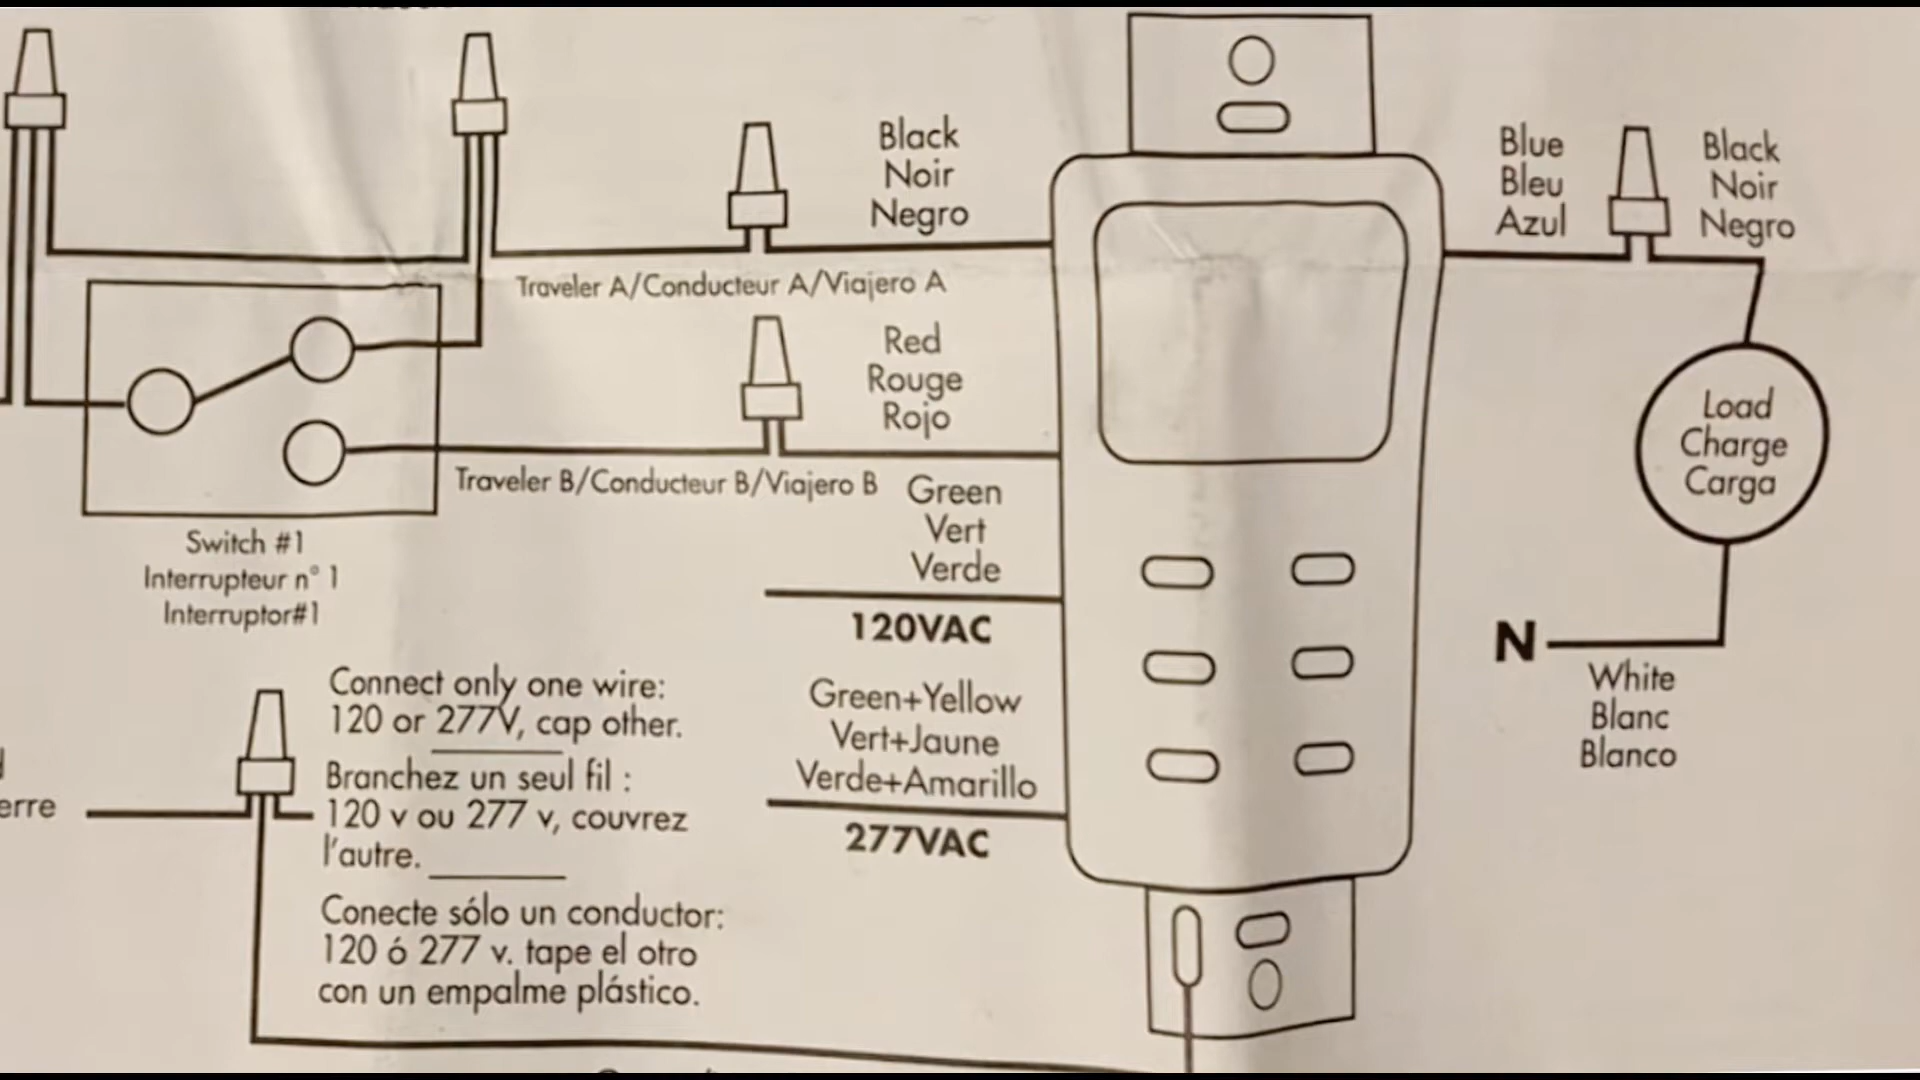 Black
Noir
Negro
Blue
Bleu
Azul
Black
Noir
Negro
Traveler A/Conducteur A/Viajero A
Red
Rouge
Rojo
Load
Charge
Carga
Traveler B/Conducteur B/Viajero B
Green
Vert
Verde
Switch #1
Interrupteur n° 1
Interruptor#1
120VAC
N
White
Blanc
Blanco
Connect only one wire:
120 or 277V, cap other.
Branchez un seul fil :
120 v ou 277 v, couvrez
l'autre.
Green+Yellow
Vert+Jaune
Verde+Amarillo
277VAC
erre
Conecte sólo un conductor:
120 ó 277 v. tape el otro
con un empalme plástico.